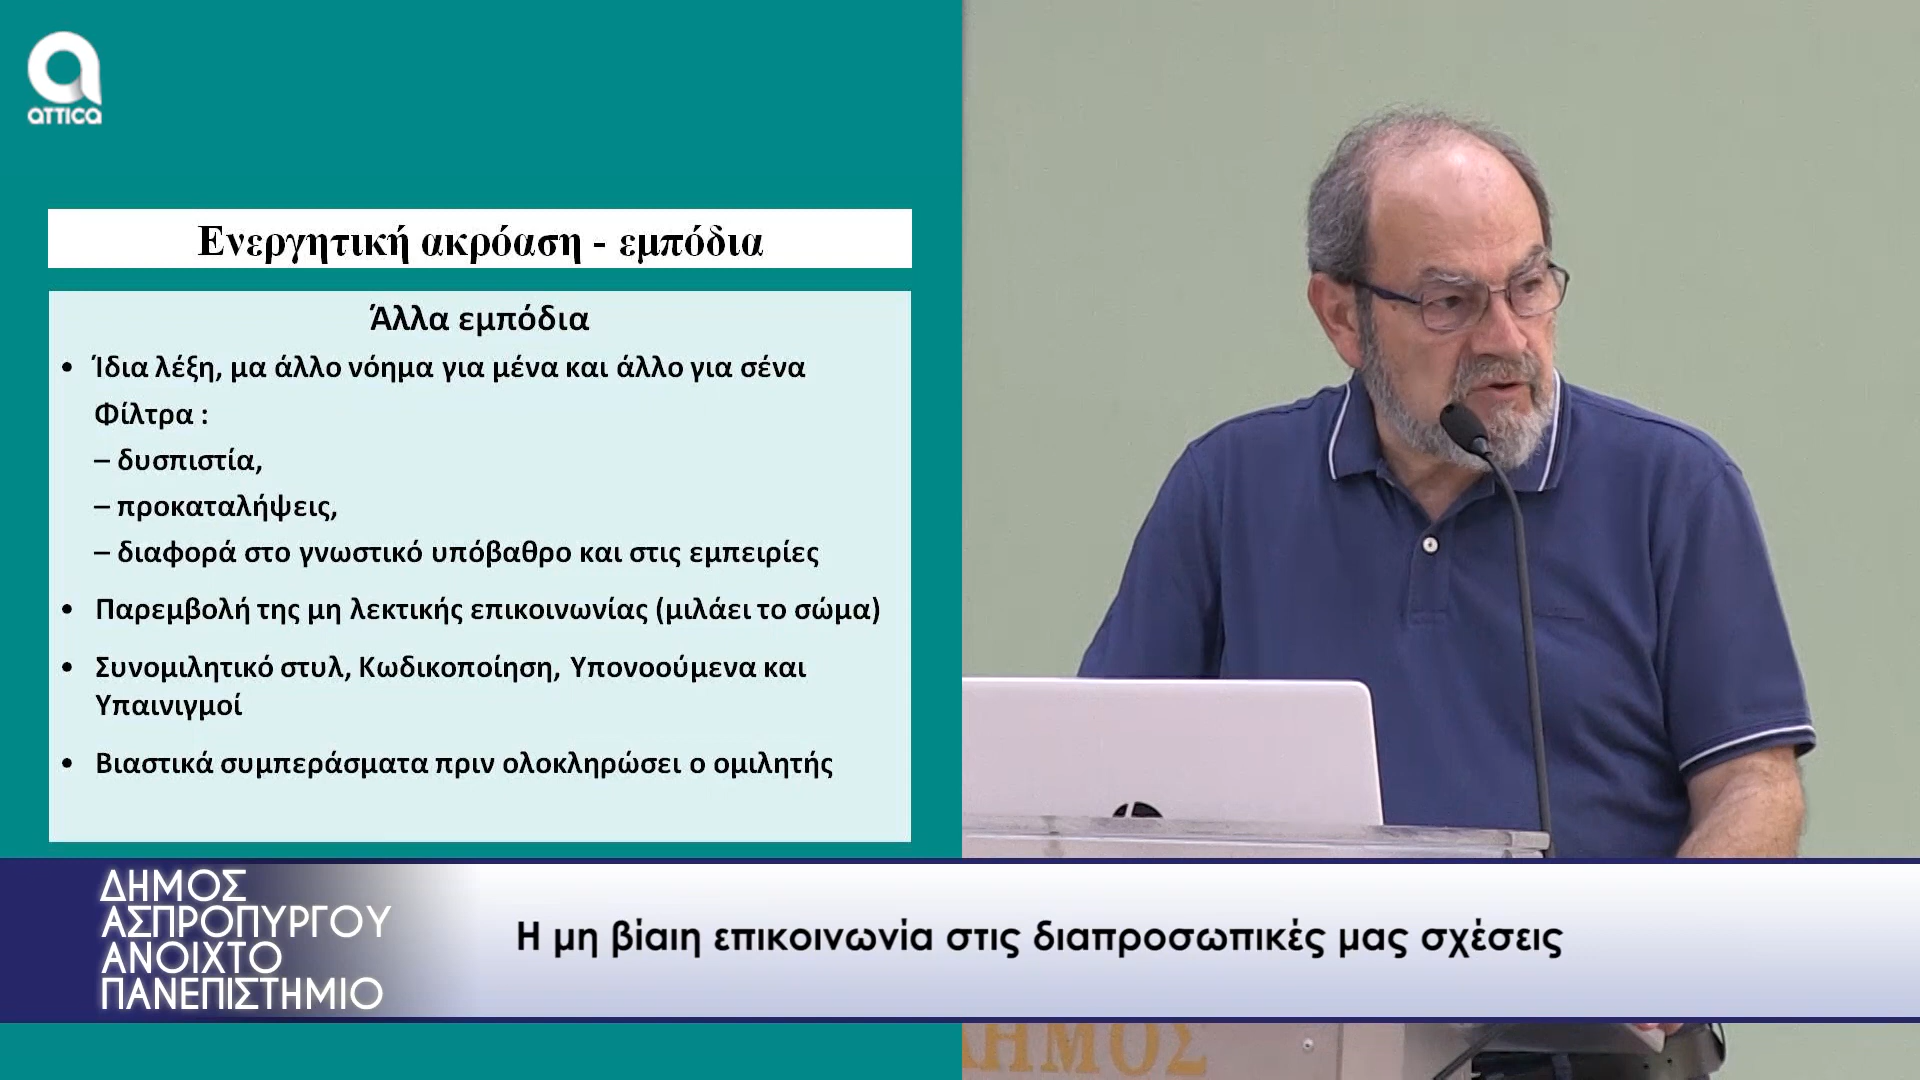 αττιca
Ενεργητική ακρόαση - εμπόδια
Άλλα εμπόδια
• Ίδια λέξη, μα άλλο νόημα για μένα και άλλο για σένα
Φίλτρα :
– δυσπιστία,
– προκαταλήψεις,
– διαφορά στο γνωστικό υπόβαθρο και στις εμπειρίες
• Παρεμβολή της μη λεκτικής επικοινωνίας (μιλάει το σώμα)
• Συνομιλητικό στυλ, Κωδικοποίηση, Υπονοούμενα και
Υπαινιγμοί
• Βιαστικά συμπεράσματα πριν ολοκληρώσει ο ομιλητής
ΔΗΜΟΣ
ΑΣΠΡΟΠΥΡΓΟΥ
ΑΝΟΙΧΤΟ
ΠΑΝΕΠΙΣΤΗΜΙΟ
Η μη βίαιη επικοινωνία στις διαπροσωπικές μας σχέσεις
ΔΗΜΟΣ